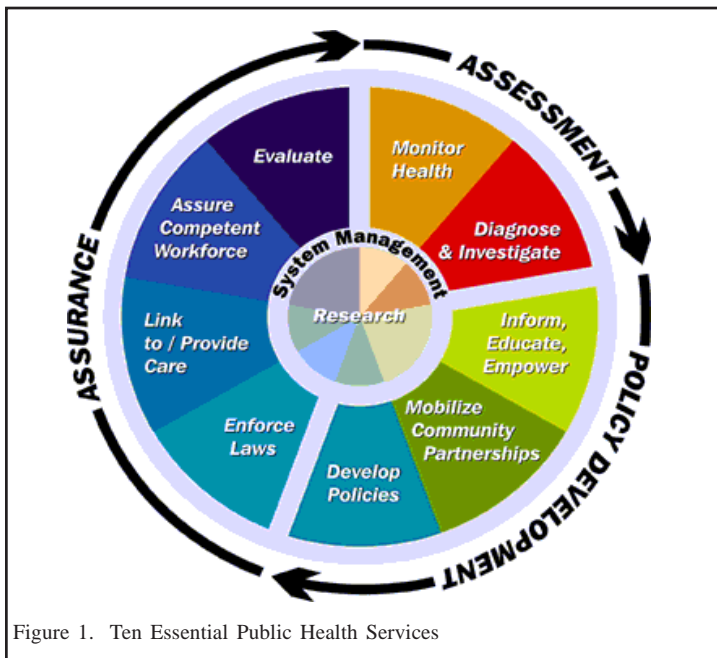 ASSESSMENT
POLICY DEVELOPMENT
ASSURANCE
Monitor
Health
Diagnose
& Investigate
Inform,
Educate,
Empower
Mobilize
Community
Partnerships
Develop
Policies
Enforce
Laws
Link
to / Provide
Care
Assure
Competent
Workforce
Evaluate
System Management
Research
Figure 1. Ten Essential Public Health Services